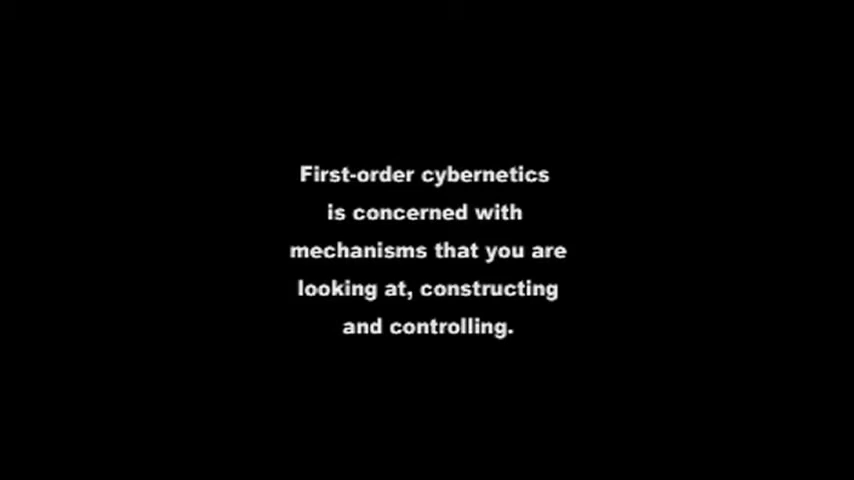 First-order cybernetics
is concerned with
mechanisms that you are
looking at, constructing
and controlling.